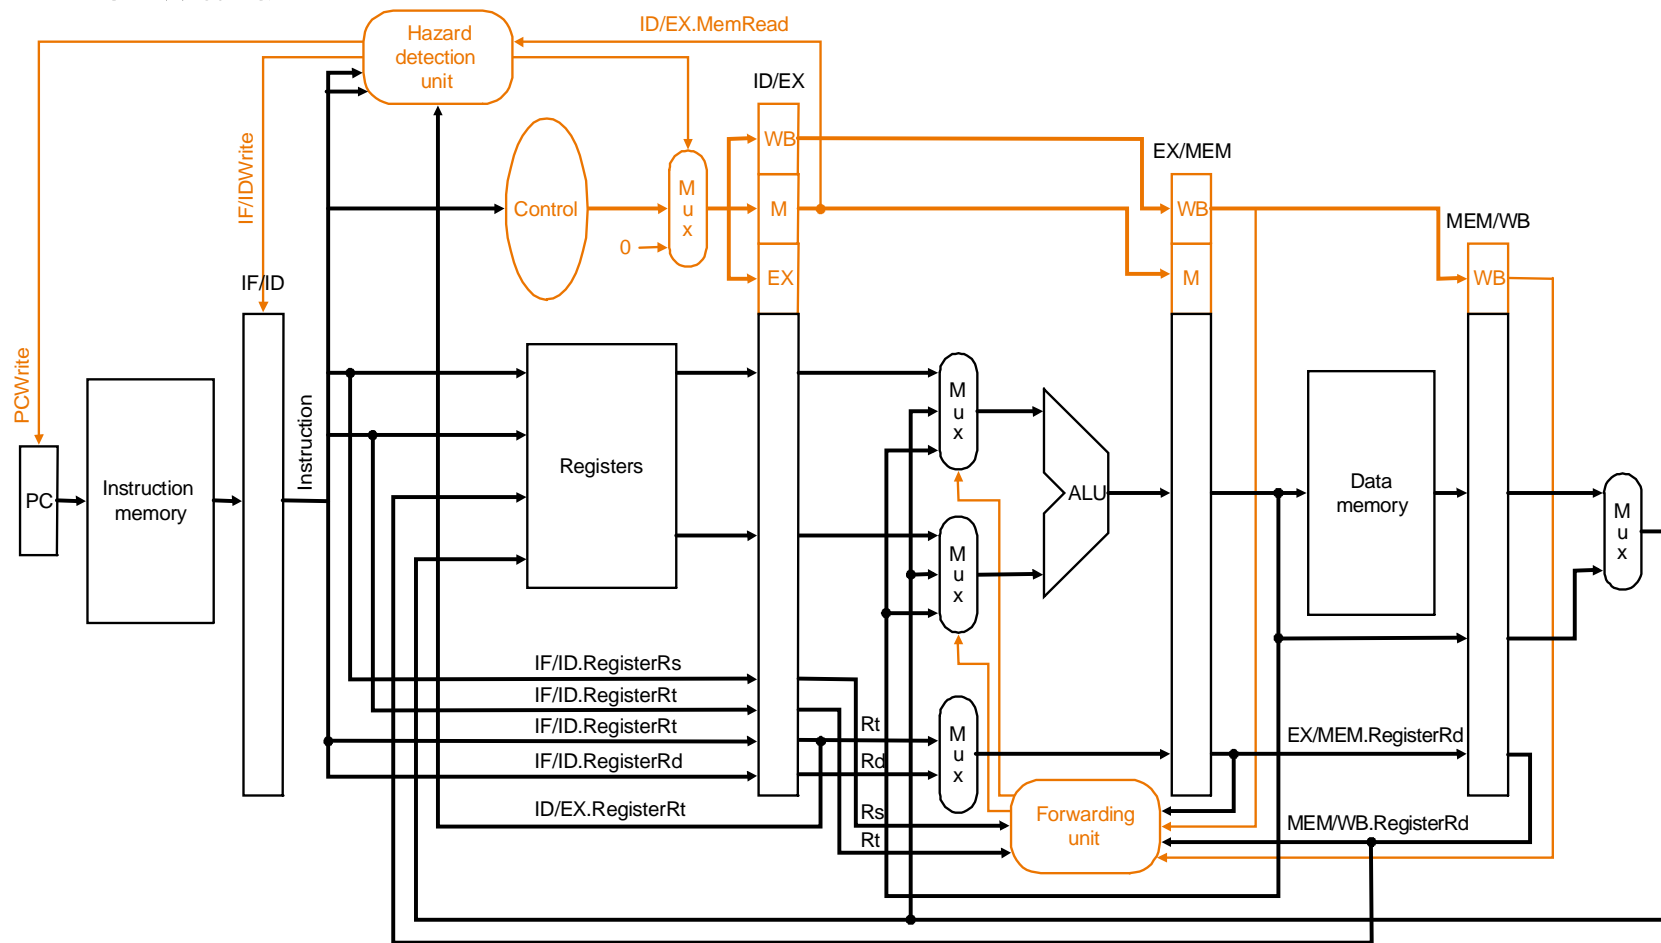 Hazard
detection
unit
ID/EX.MemRead
ID/EX
WB
EX/MEM
IF/IDWrite
Control
M
u
x
M
WB
MEM/WB
0
EX
M
WB
IF/ID
PCWrite
Instruction
PC
Instruction
memory
Registers
M
u
x
ALU
Data
memory
M
u
x
M
u
x
IF/ID.RegisterRs
IF/ID.RegisterRt
IF/ID.RegisterRt
IF/ID.RegisterRd
Rt
Rd
M
u
x
EX/MEM.RegisterRd
ID/EX.RegisterRt
Rs
Rt
Forwarding
unit
MEM/WB.RegisterRd